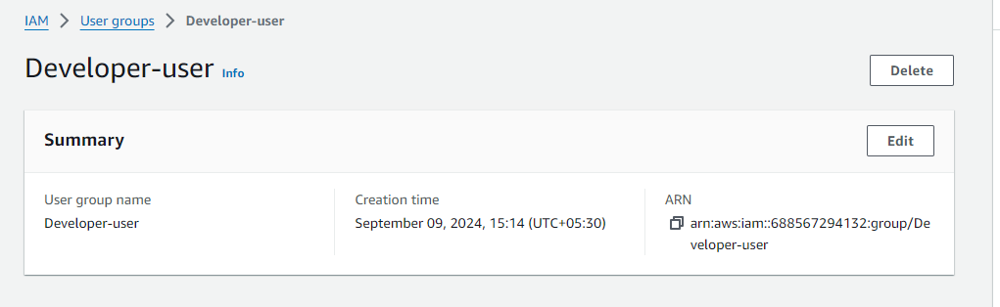 IAM > User groups > Developer-user
Developer-user Info
Delete
Summary
Edit
User group name
Developer-user
Creation time
September 09, 2024, 15:14 (UTC+05:30)
ARN
arn:aws:iam::688567294132:group/De
veloper-user